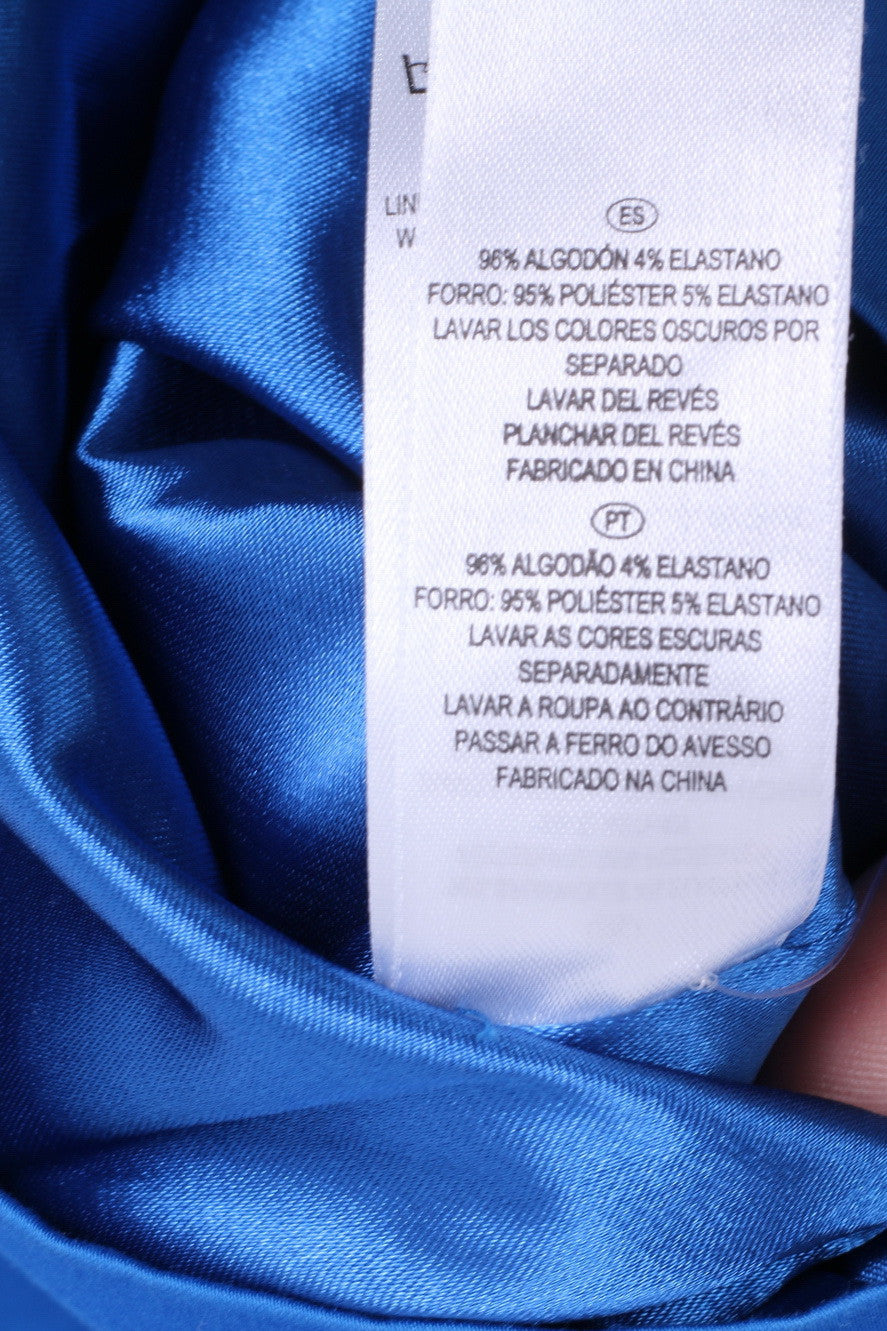 LIN
W
ES
96% ALGODÓN 4% ELASTANO
FORRO: 95% POLIÉSTER 5% ELASTANO
LAVAR LOS COLORES OSCUROS POR
SEPARADO
LAVAR DEL REVÉS
PLANCHAR DEL REVÉS
FABRICADO EN CHINA
PT
96% ALGODÃO 4% ELASTANO
FORRO: 95% POLIÉSTER 5% ELASTANO
LAVAR AS CORES ESCURAS
SEPARADAMENTE
LAVAR A ROUPA AO CONTRÁRIO
PASSAR A FERRO DO AVESSO
FABRICADO NA CHINA